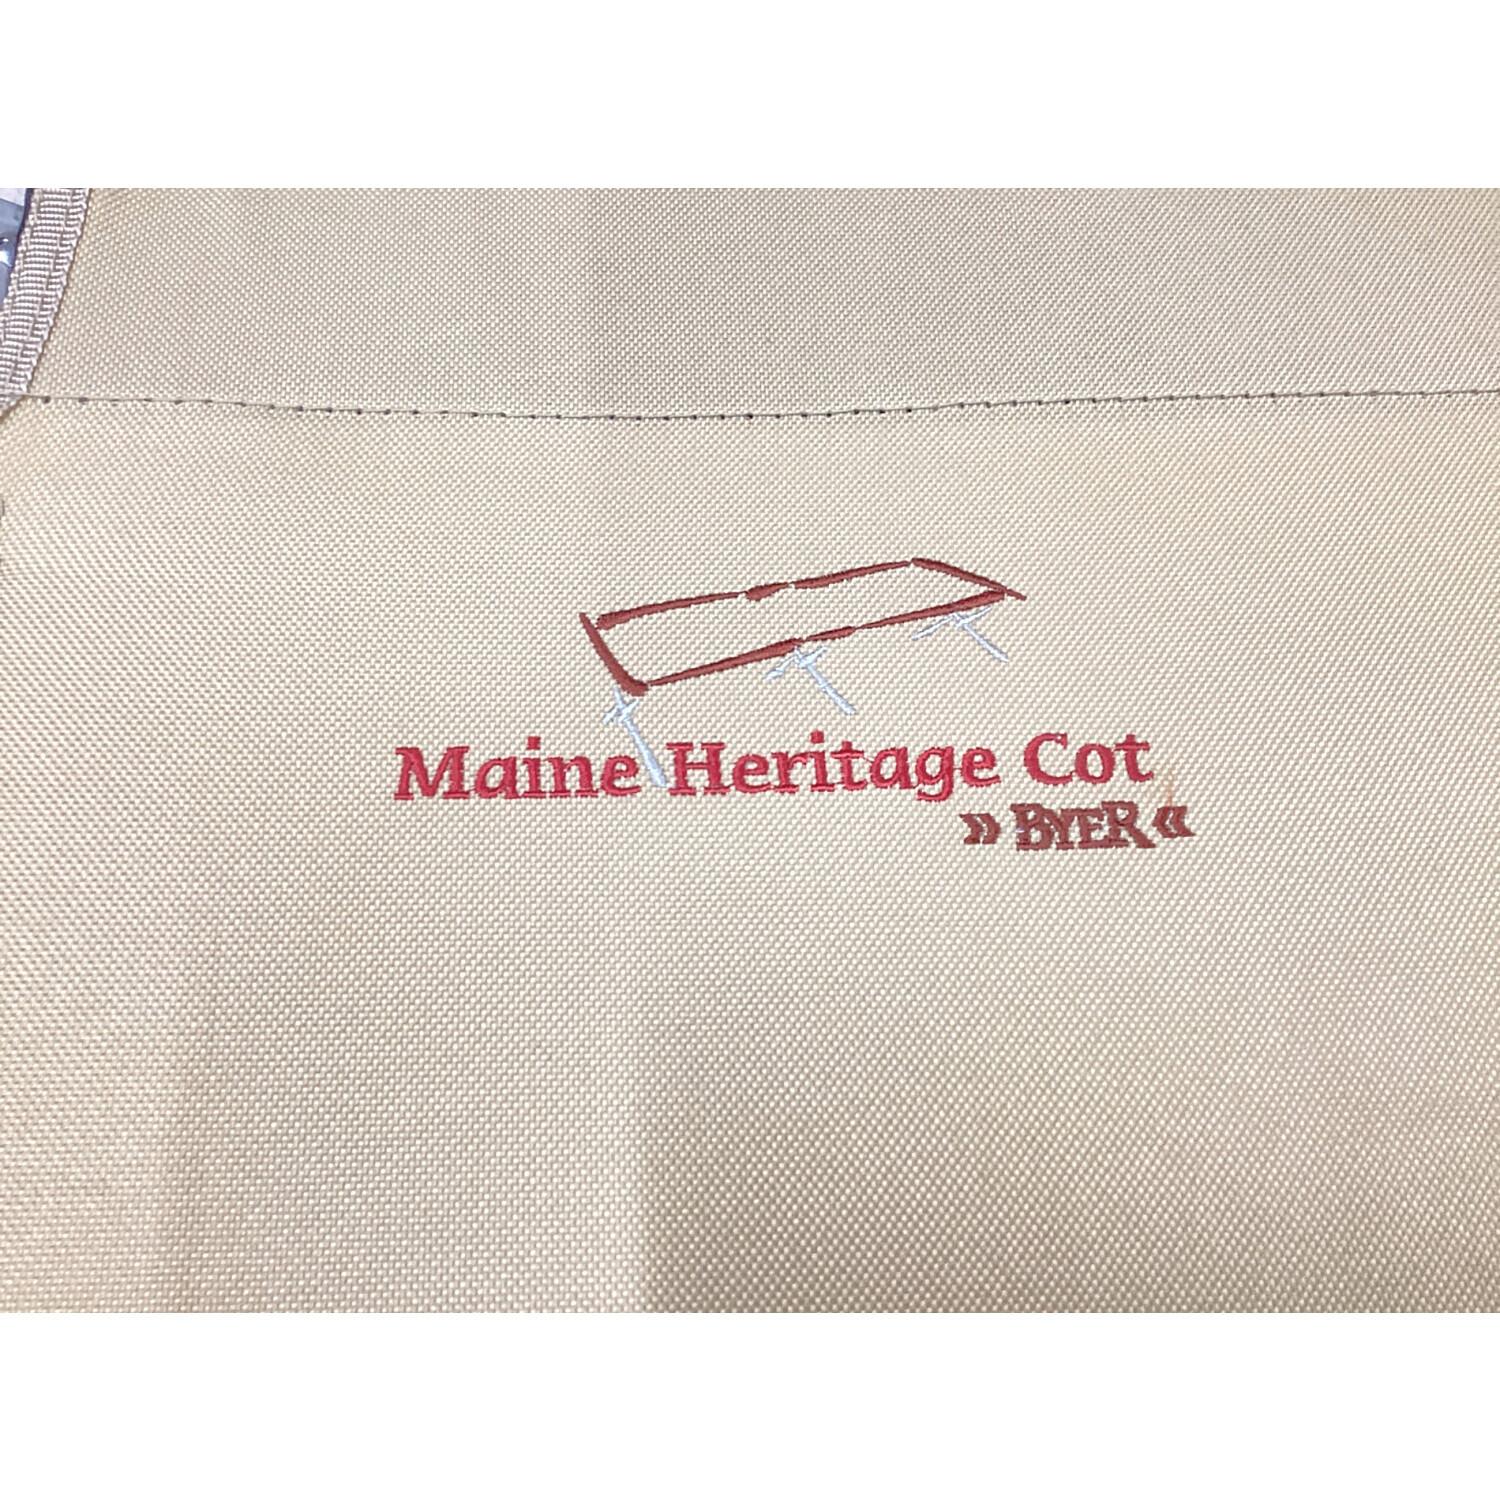 Maine Heritage Cot
» BYER «